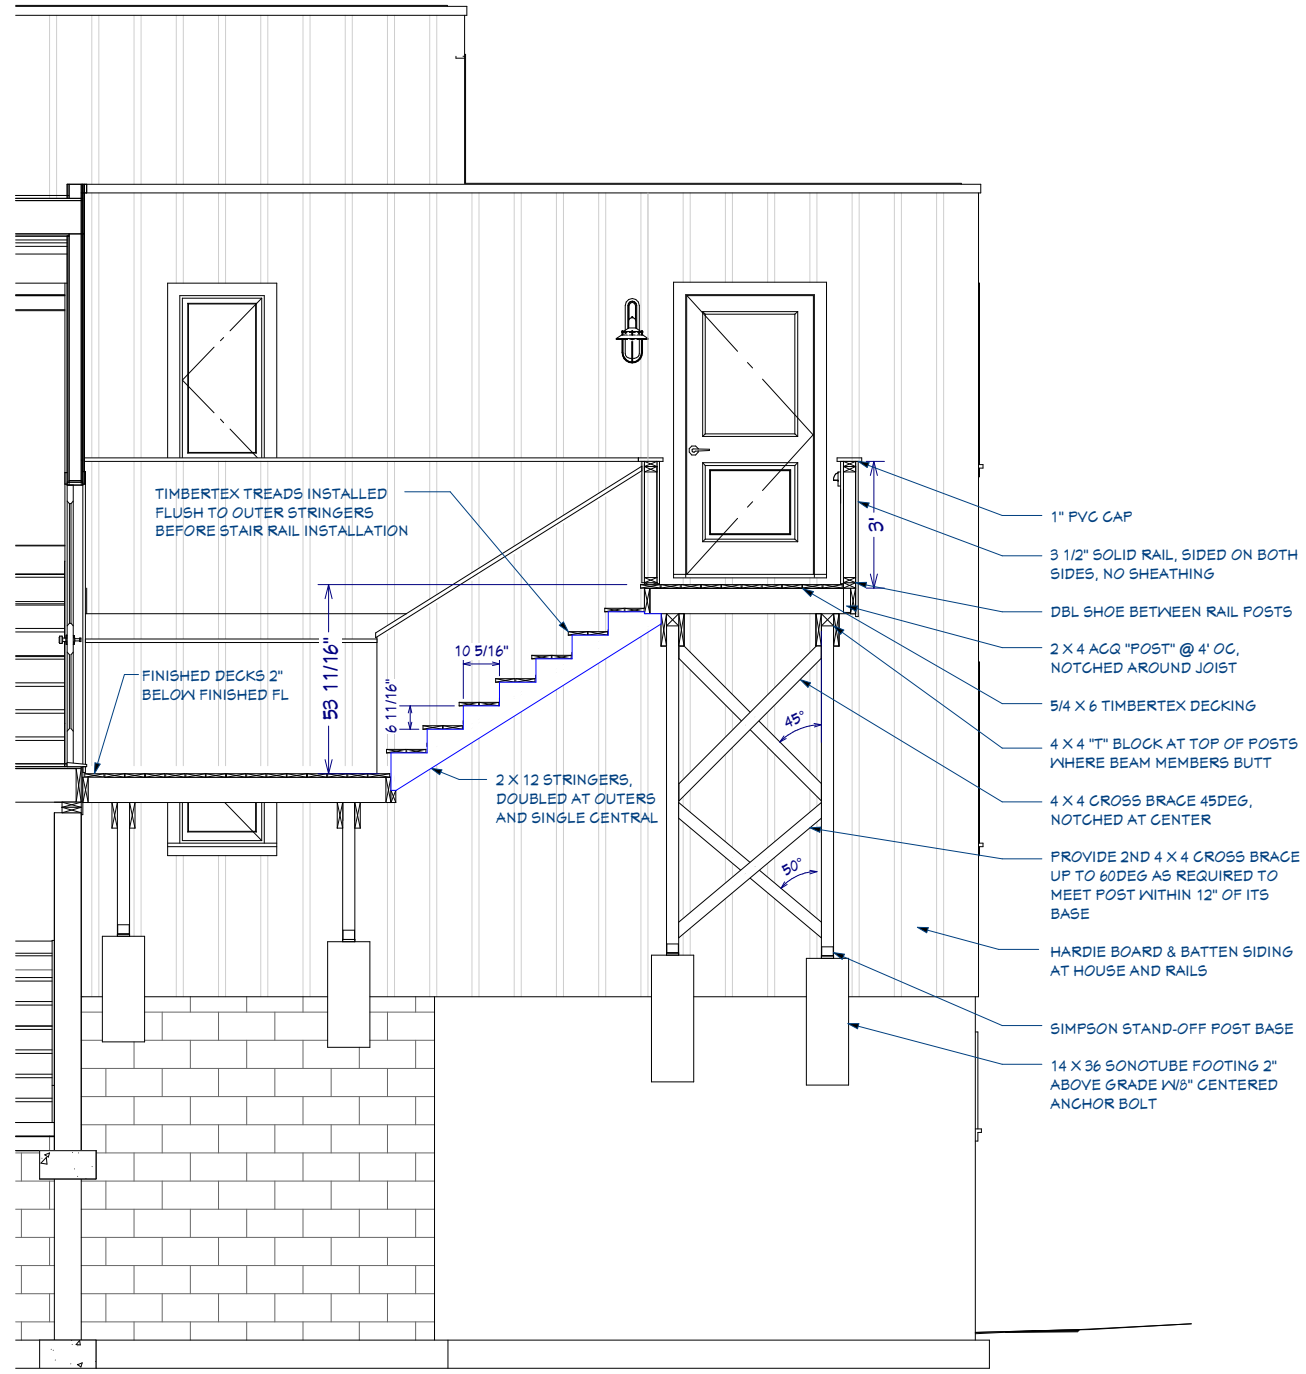 TIMBERTEX TREADS INSTALLED
FLUSH TO OUTER STRINGERS
BEFORE STAIR RAIL INSTALLATION
3'
1" PVC CAP
3 1/2" SOLID RAIL, SIDED ON BOTH
SIDES, NO SHEATHING
DBL SHOE BETWEEN RAIL POSTS
2 X 4 ACQ "POST" @ 4' OC,
NOTCHED AROUND JOIST
5/4 X 6 TIMBERTEX DECKING
4 X 4 "T" BLOCK AT TOP OF POSTS
WHERE BEAM MEMBERS BUTT
4 X 4 CROSS BRACE 45DEG,
NOTCHED AT CENTER
PROVIDE 2ND 4 X 4 CROSS BRACE
UP TO 60DEG AS REQUIRED TO
MEET POST WITHIN 12" OF ITS
BASE
HARDIE BOARD & BATTEN SIDING
AT HOUSE AND RAILS
SIMPSON STAND-OFF POST BASE
14 X 36 SONOTUBE FOOTING 2"
ABOVE GRADE W/8" CENTERED
ANCHOR BOLT
53 11/16"
10 5/16"
6 11/16"
FINISHED DECKS 2"
BELOW FINISHED FL
2 X 12 STRINGERS,
DOUBLED AT OUTERS
AND SINGLE CENTRAL
45°
50°